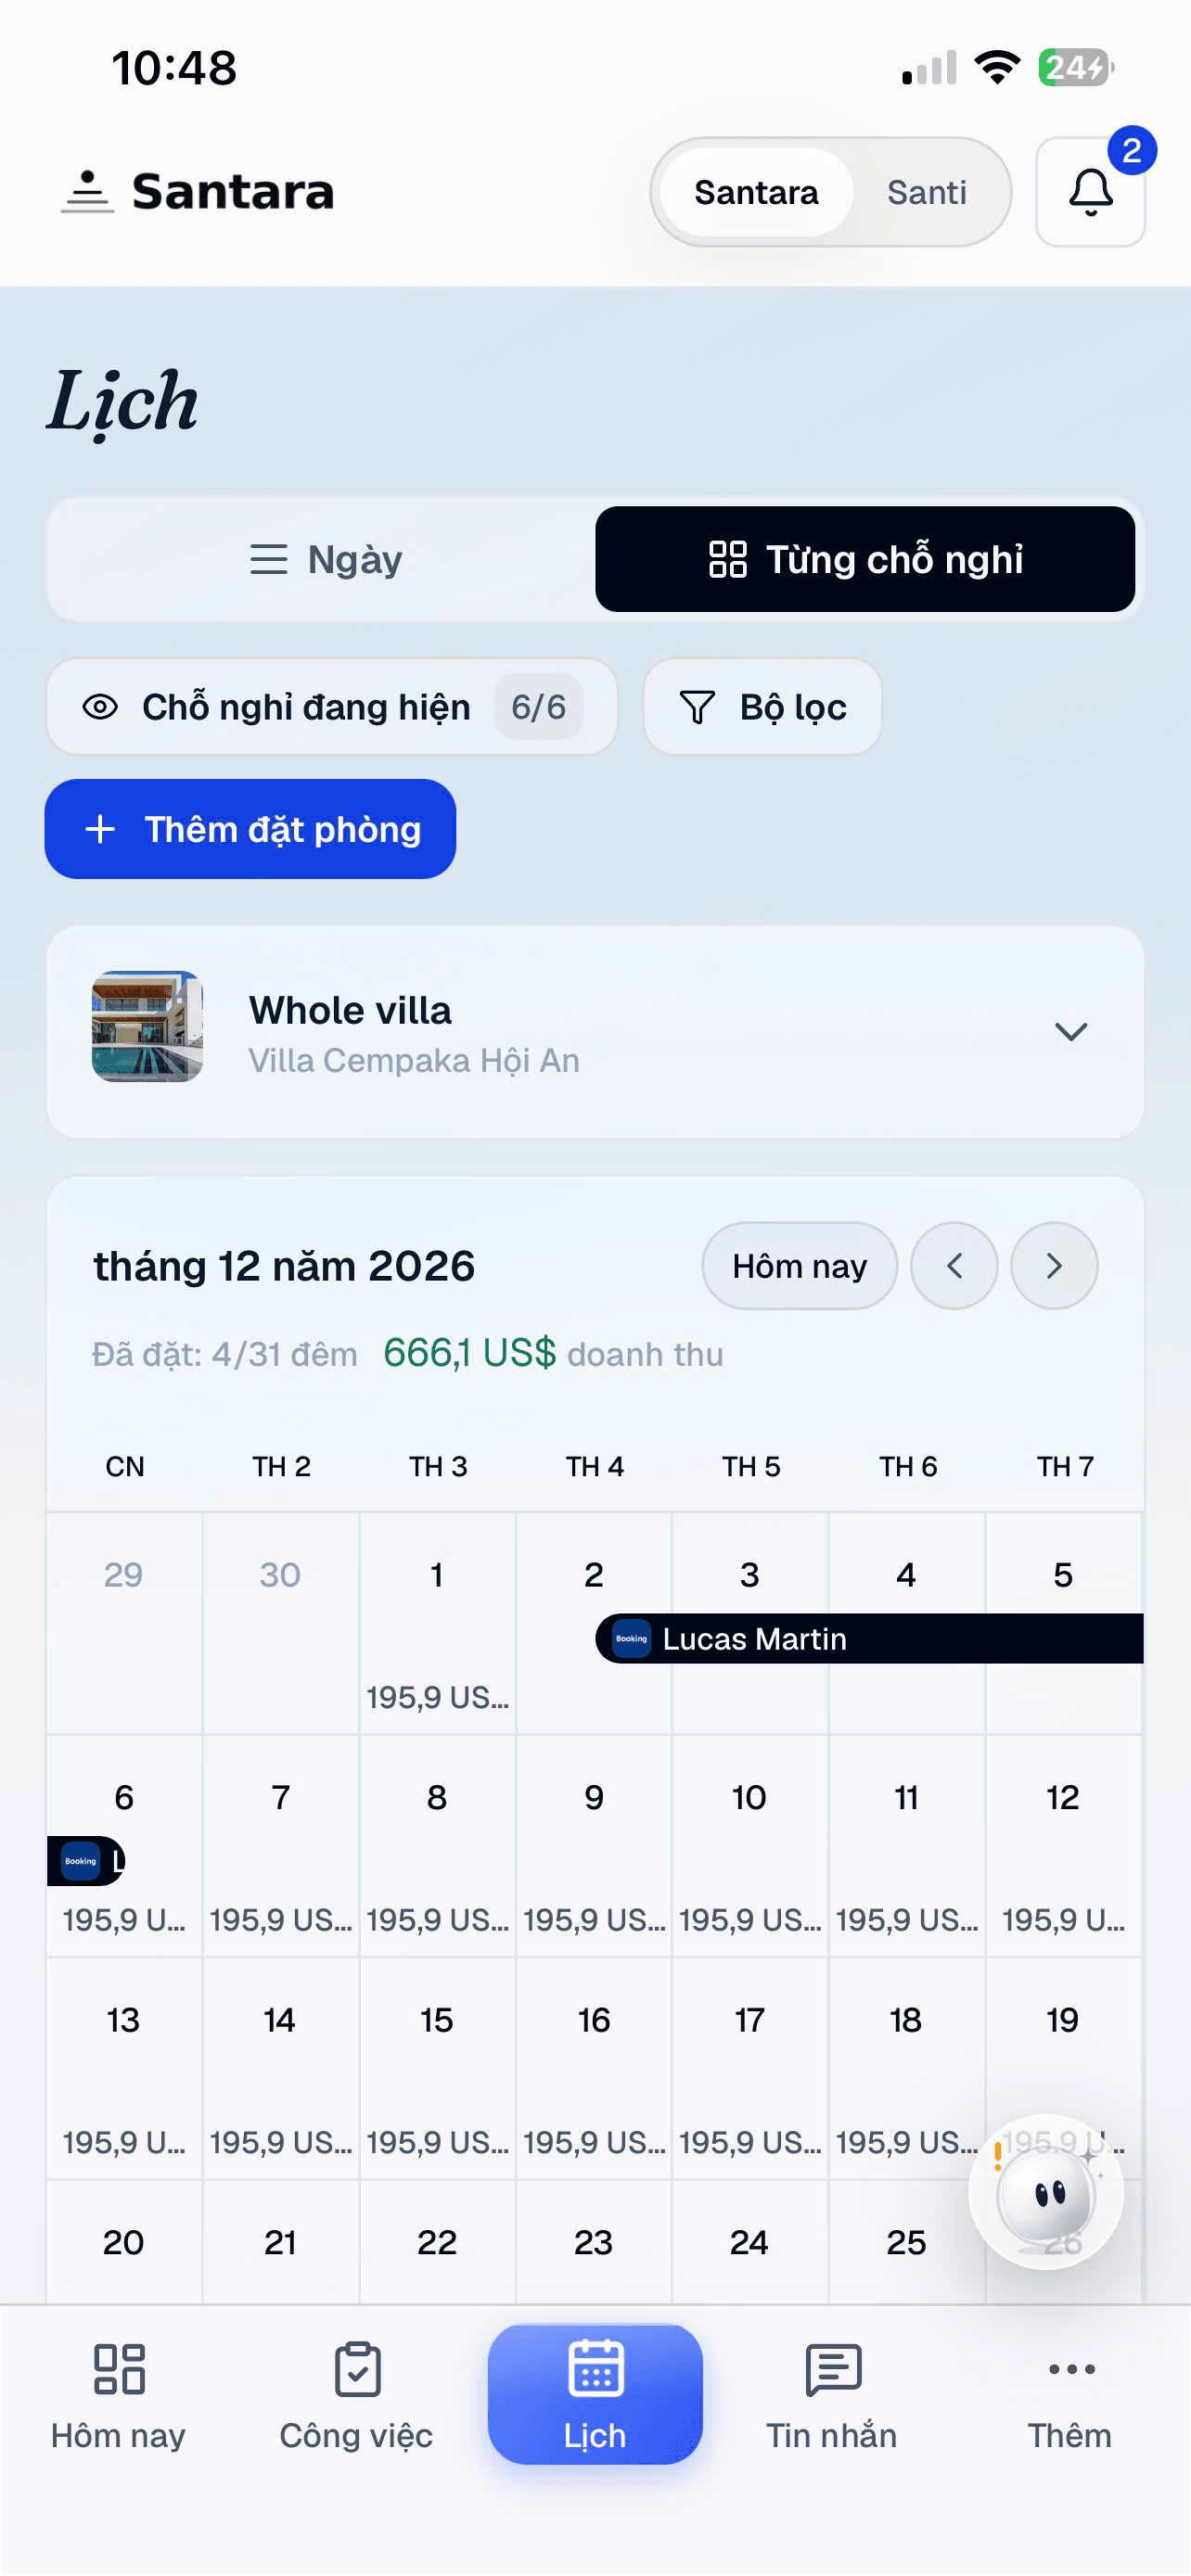 10:48
24
Santara
Santara
Santi
2
Lịch
Ngày
Từng chỗ nghỉ
Chỗ nghỉ đang hiện
6/6
Bộ lọc
Thêm đặt phòng
Whole villa
Villa Cempaka Hội An
tháng 12 năm 2026
Hôm nay
Đã đặt: 4/31 đêm 666,1 US$ doanh thu
CN TH 2 TH 3 TH 4 TH 5 TH 6 TH 7
29 30 1 2 3 4 5
Booking Lucas Martin
195,9 US...
6 7 8 9 10 11 12
Booking L
195,9 U... 195,9 US... 195,9 US... 195,9 US... 195,9 US... 195,9 US... 195,9 U...
13 14 15 16 17 18 19
195,9 U... 195,9 US... 195,9 US... 195,9 US... 195,9 US... 195,9 US... 195,9 U...
20 21 22 23 24 25 26
Hôm nay
Công việc
Lịch
Tin nhắn
Thêm